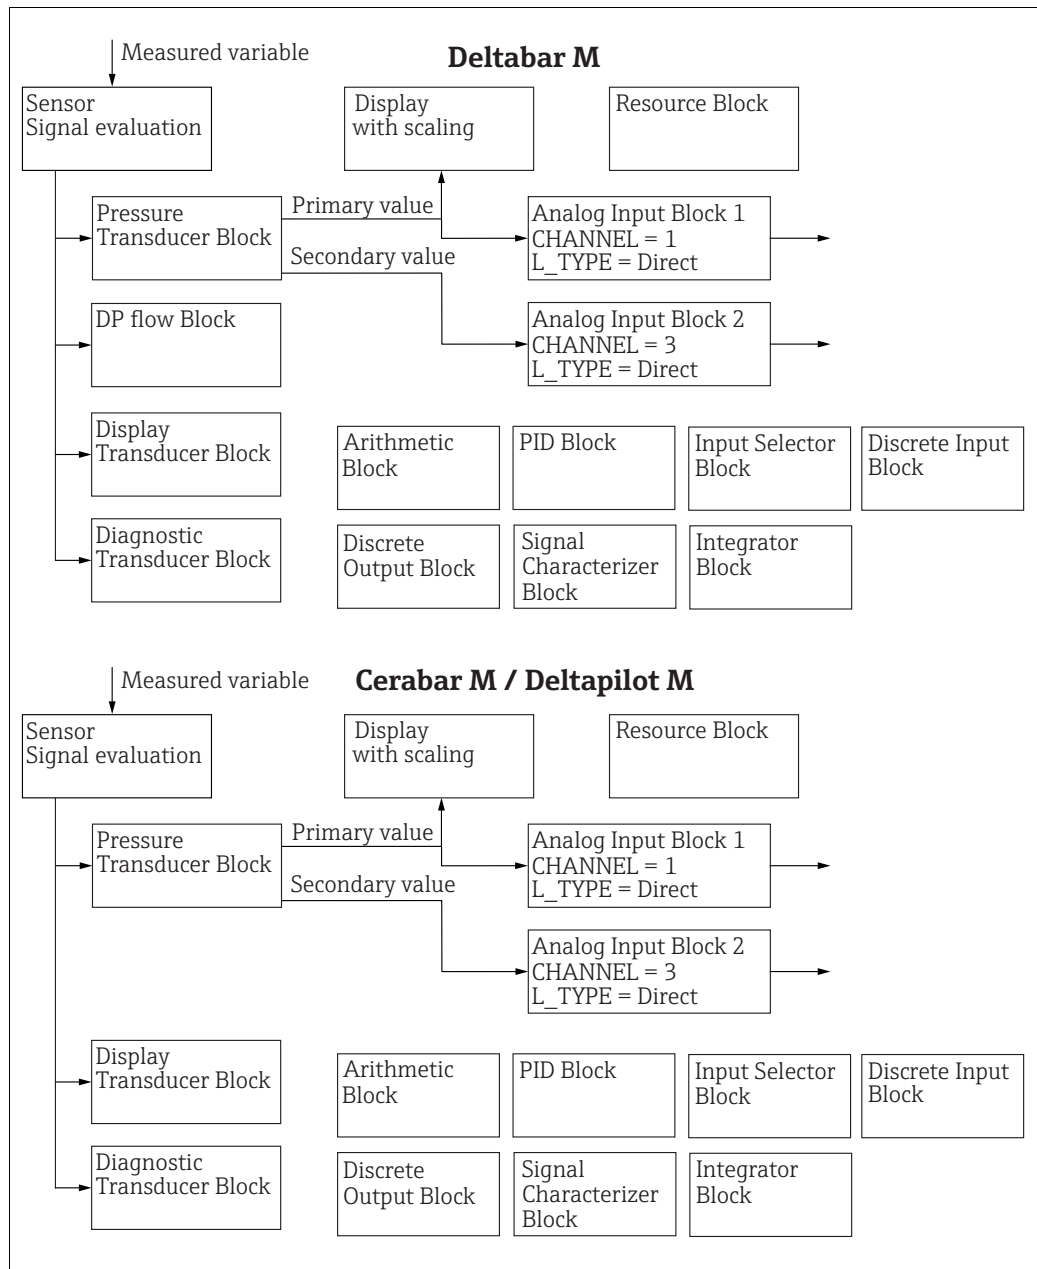 Measured variable
Deltabar M
Sensor
Signal evaluation
Display
with scaling
Resource Block
Pressure
Transducer Block
Primary value
Secondary value
Analog Input Block 1
CHANNEL = 1
L_TYPE = Direct
DP flow Block
Analog Input Block 2
CHANNEL = 3
L_TYPE = Direct
Display
Transducer Block
Arithmetic
Block
PID Block
Input Selector
Block
Discrete Input
Block
Diagnostic
Transducer Block
Discrete
Output Block
Signal
Characterizer
Block
Integrator
Block
Measured variable
Cerabar M / Deltapilot M
Sensor
Signal evaluation
Display
with scaling
Resource Block
Pressure
Transducer Block
Primary value
Secondary value
Analog Input Block 1
CHANNEL = 1
L_TYPE = Direct
Analog Input Block 2
CHANNEL = 3
L_TYPE = Direct
Display
Transducer Block
Arithmetic
Block
PID Block
Input Selector
Block
Discrete Input
Block
Diagnostic
Transducer Block
Discrete
Output Block
Signal
Characterizer
Block
Integrator
Block